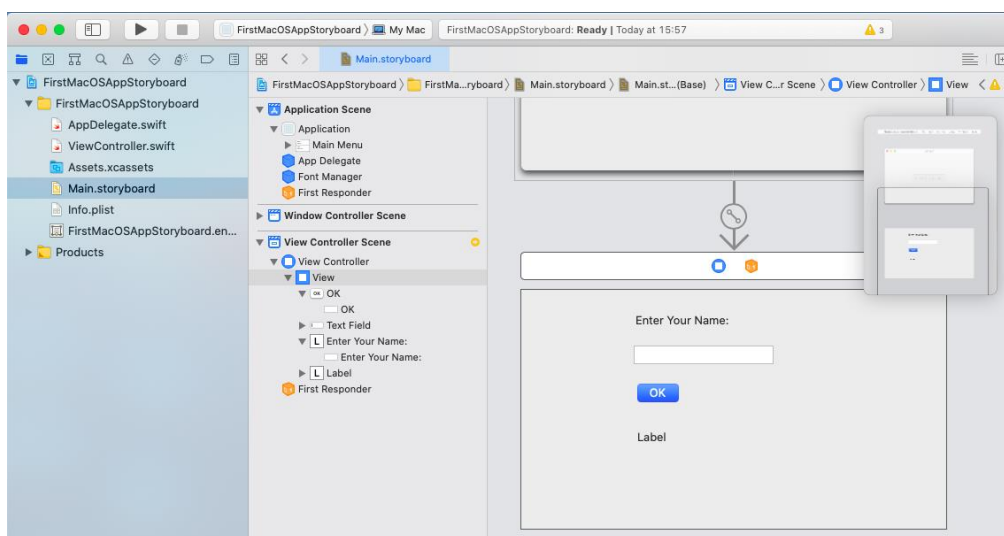 FirstMacOSAppStoryboard 〉 My Mac
FirstMacOSAppStoryboard: Ready | Today at 15:57
3
Main.storyboard
FirstMacOSAppStoryboard 〉 FirstMa...ryboard 〉 Main.storyboard 〉 Main.st...(Base) 〉 View C...r Scene 〉 View Controller 〉 View
FirstMacOSAppStoryboard
FirstMacOSAppStoryboard
AppDelegate.swift
ViewController.swift
Assets.xcassets
Main.storyboard
Info.plist
FirstMacOSAppStoryboard.en...
Products
Application Scene
Application
Main Menu
App Delegate
Font Manager
First Responder
Window Controller Scene
View Controller Scene
View Controller
View
OK
OK
Text Field
L Enter Your Name:
Enter Your Name:
L Label
First Responder
Enter Your Name:
OK
Label